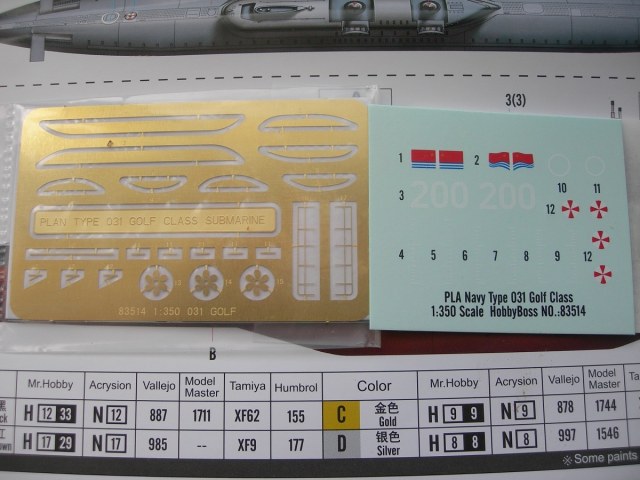 3(3)
1
2
3
200 200
10
11
12
4
5
6
7
8
9
12
PLA Navy Type 031 Golf Class
1:350 Scale HobbyBoss NO.:83514
PLAN TYPE 031 GOLF CLASS SUBMARINE
83514 1:350 031 GOLF
B
Mr.Hobby Acrysion Vallejo Model Master Tamiya Humbrol Color Mr.Hobby Acrysion Vallejo Model Master
H 12 33 N 12 887 1711 XF62 155 C 金色 Gold H 9 9 N 9 878 1744
H 17 29 N 17 985 -- XF9 177 D 银色 Silver H 8 8 N 8 997 1546
※ Some paints